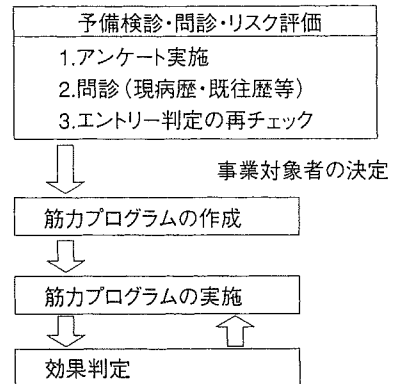 予備検診・問診・リスク評価
1.アンケート実施
2.問診(現病歴・既往歴等)
3.エントリー判定の再チェック
事業対象者の決定
筋力プログラムの作成
筋力プログラムの実施
効果判定